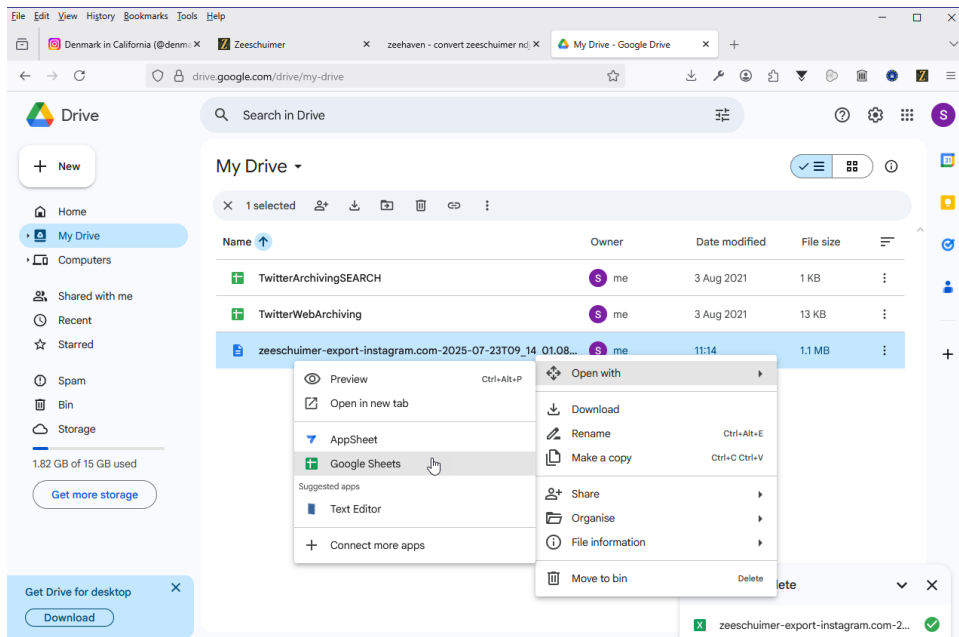 File Edit View History Bookmarks Tools Help
Denmark in California (@denma
Zeeschuimer
zeehaven - convert zeeschuimer nd
My Drive - Google Drive
drive.google.com/drive/my-drive
Drive
Search in Drive
S
New
My Drive
31
1 selected
Home
My Drive
Computers
Name Owner Date modified File size
TwitterArchivingSEARCH S me 3 Aug 2021 1 KB
TwitterWebArchiving S me 3 Aug 2021 13 KB
zeeschuimer-export-instagram.com-2025-07-23T09_14_01.08... S me 11:14 1.1 MB
Shared with me
Recent
Starred
Spam
Bin
Storage
1.82 GB of 15 GB used
Get more storage
Preview Ctrl+Alt+P
Open in new tab
AppSheet
Google Sheets
Suggested apps
Text Editor
Connect more apps
Open with
Download
Rename Ctrl+Alt+E
Make a copy Ctrl+C Ctrl+V
Share
Organise
File information
Move to bin Delete
Get Drive for desktop
Download
ete
zeeschuimer-export-instagram.com-2...